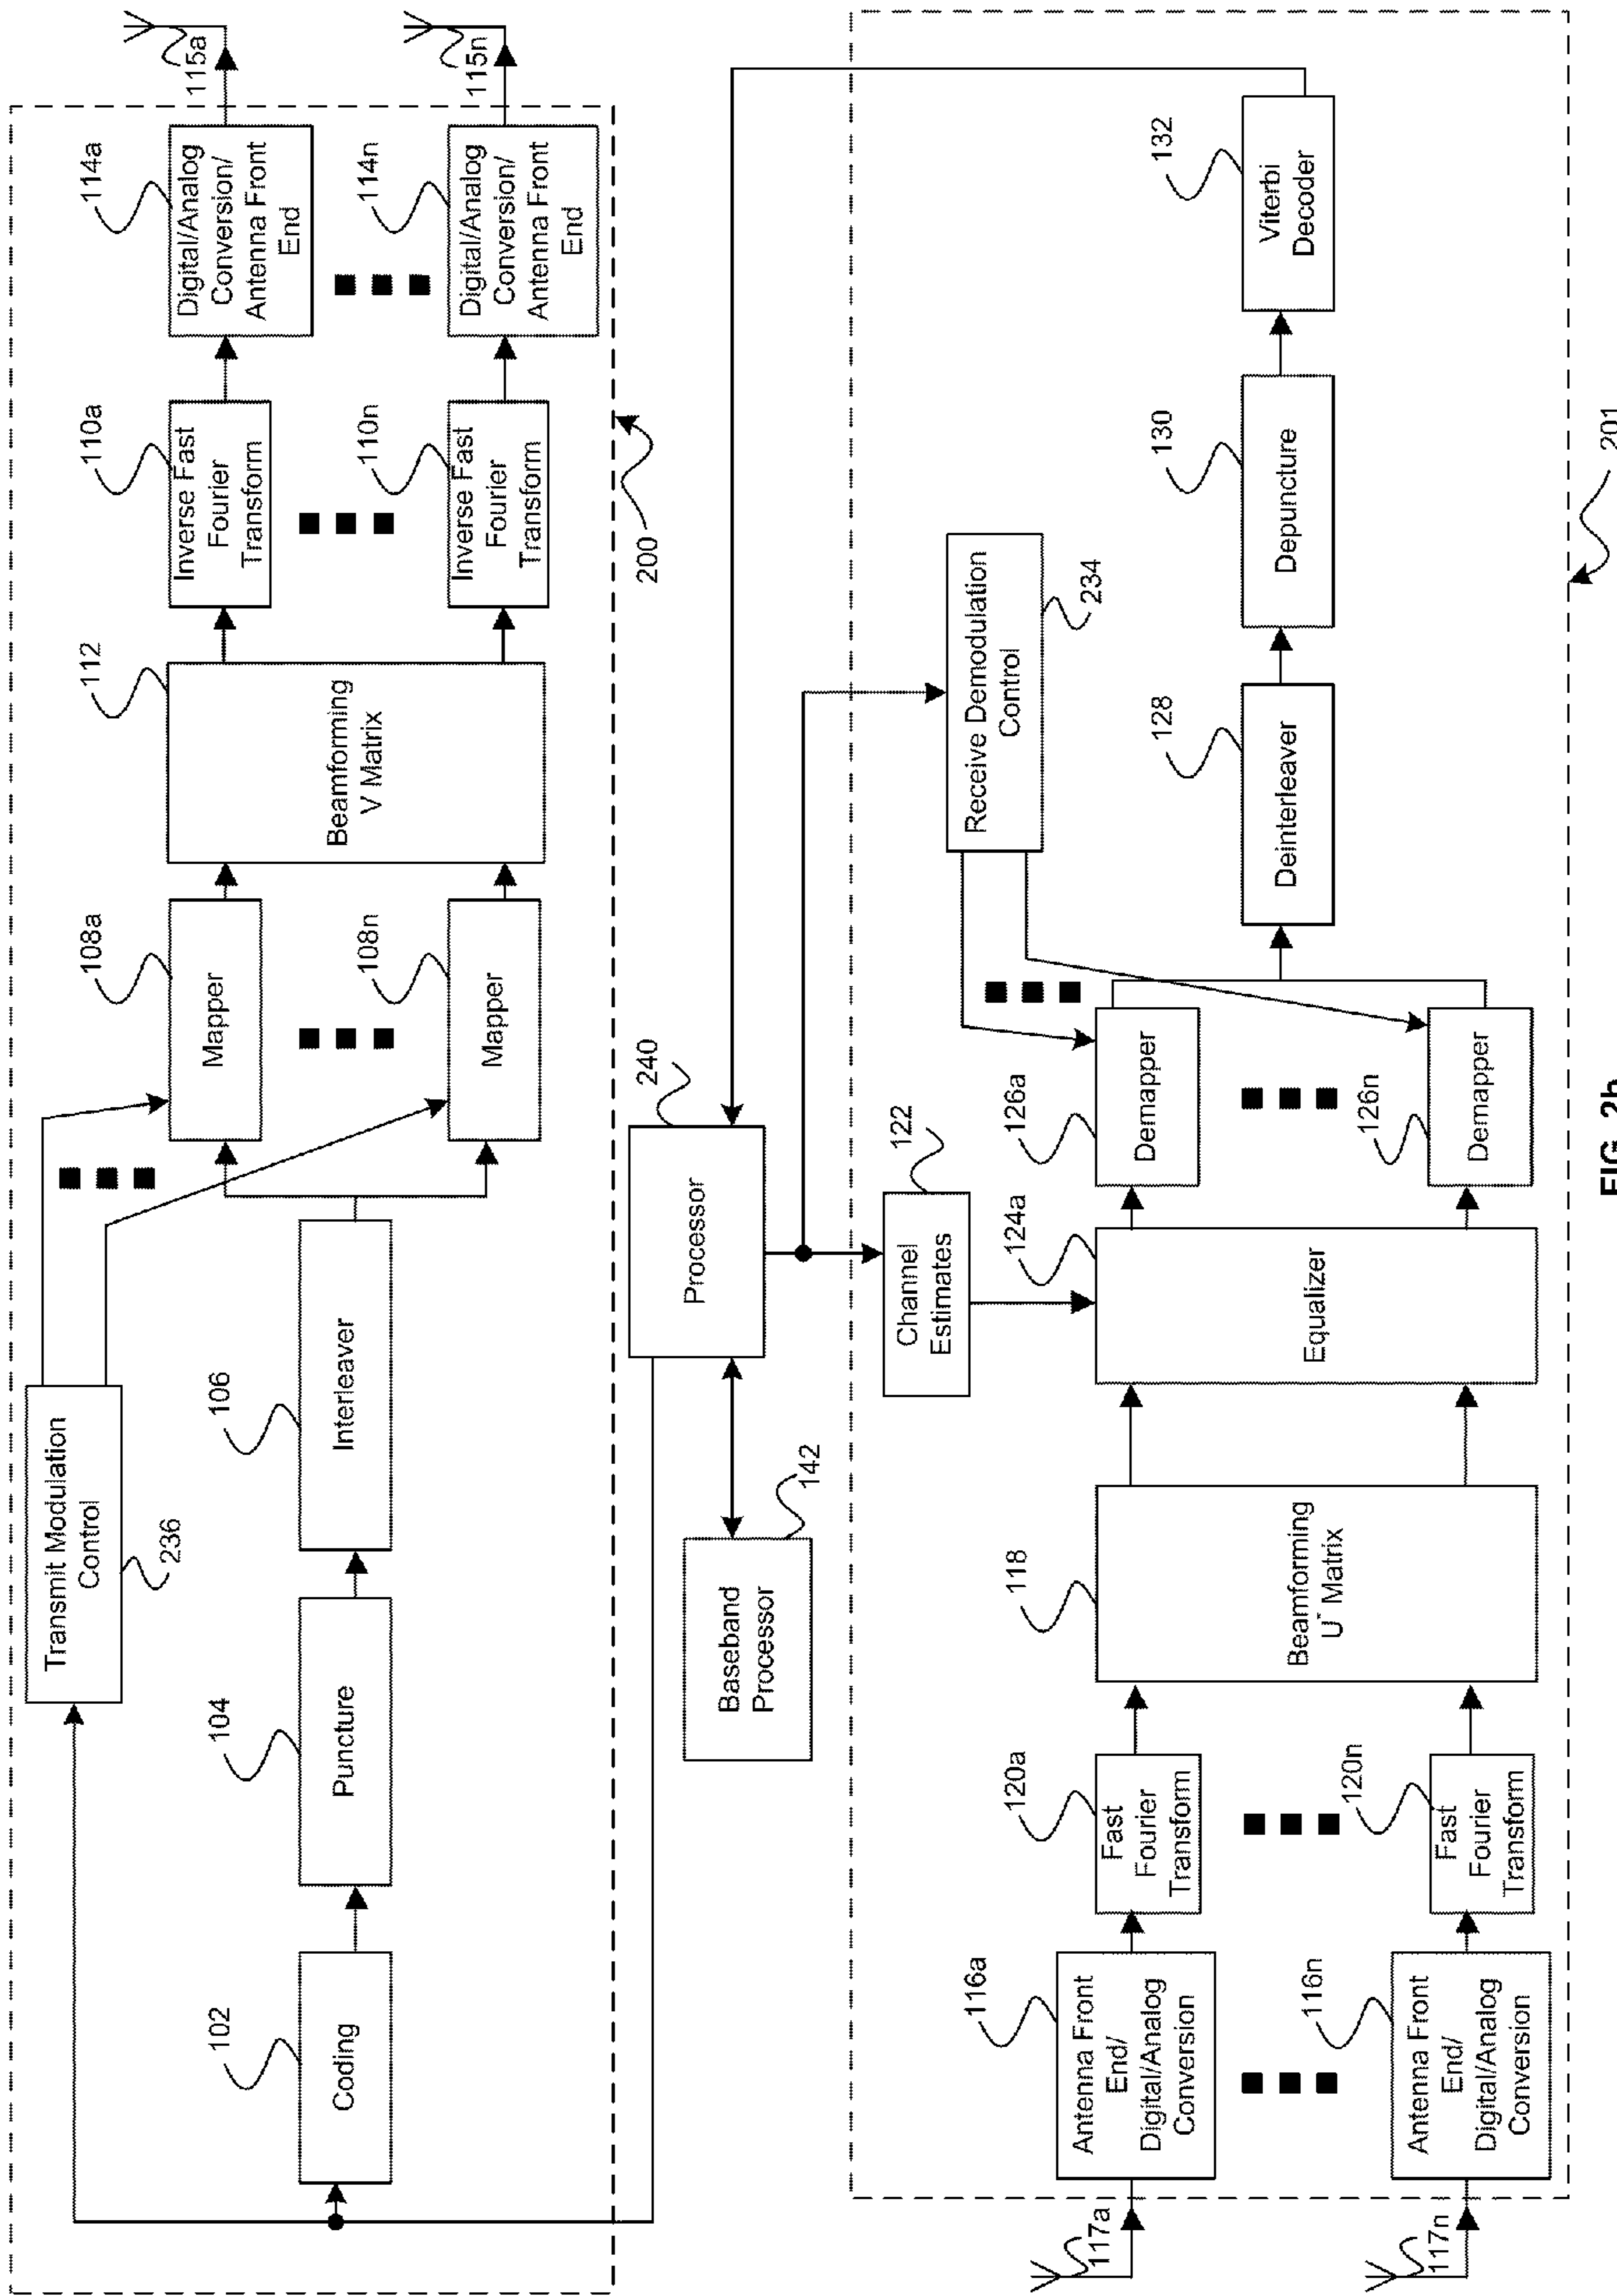 Transmit Modulation
Control
236
102
Coding
104
Puncture
106
Interleaver
108a
Mapper
108n
Mapper
112
Beamforming
V Matrix
110a
Inverse Fast
Fourier
Transform
110n
Inverse Fast
Fourier
Transform
114a
Digital/Analog
Conversion/
Antenna Front
End
114n
Digital/Analog
Conversion/
Antenna Front
End
115a
115n
200
Baseband
Processor
142
Processor
240
117a
117n
116a
Antenna Front
End/
Digital/Analog
Conversion
116n
Antenna Front
End/
Digital/Analog
Conversion
120a
Fast
Fourier
Transform
120n
Fast
Fourier
Transform
118
Beamforming
U* Matrix
Channel
Estimates
122
124a
Equalizer
126a
Demapper
126n
Demapper
Receive Demodulation
Control
234
128
Deinterleaver
130
Depuncture
132
Viterbi
Decoder
201
FIG. 2b